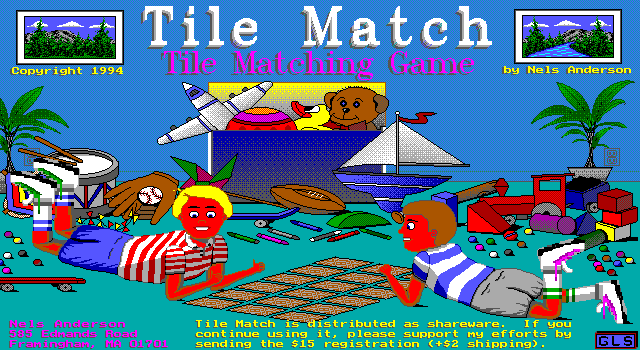 Tile Match
Tile Matching Game
Copyright 1994
by Nels Anderson
Nels Anderson
Edmands Road
Framingham, MA 01701
Tile Match is distributed as shareware. If you
continue using it, please support my efforts by
sending the $15 registration (+$2 shipping).
GLS